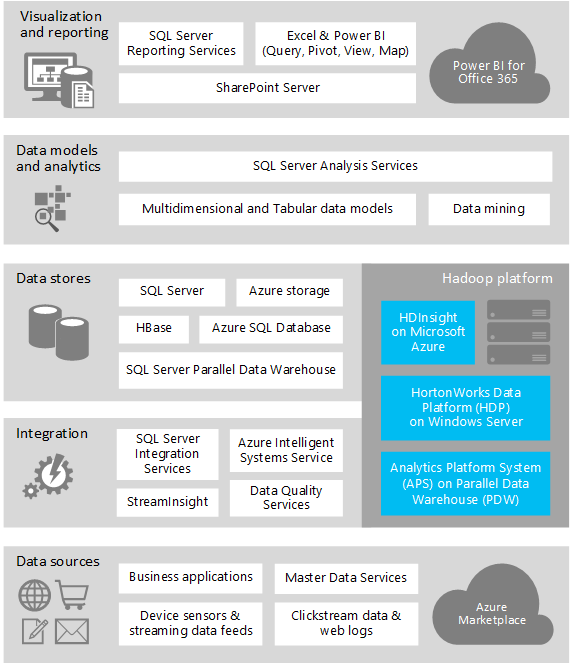 Visualization
and reporting
SQL Server
Reporting Services
Excel & Power BI
(Query, Pivot, View, Map)
SharePoint Server
Power BI for
Office 365
Data models
and analytics
SQL Server Analysis Services
Multidimensional and Tabular data models
Data mining
Data stores
SQL Server
Azure storage
HBase
Azure SQL Database
SQL Server Parallel Data Warehouse
Hadoop platform
HDInsight
on Microsoft
Azure
HortonWorks Data
Platform (HDP)
on Windows Server
Analytics Platform System
(APS) on Parallel Data
Warehouse (PDW)
Integration
SQL Server
Integration
Services
Azure Intelligent
Systems Service
StreamInsight
Data Quality
Services
Data sources
Business applications
Master Data Services
Device sensors &
streaming data feeds
Clickstream data &
web logs
Azure
Marketplace